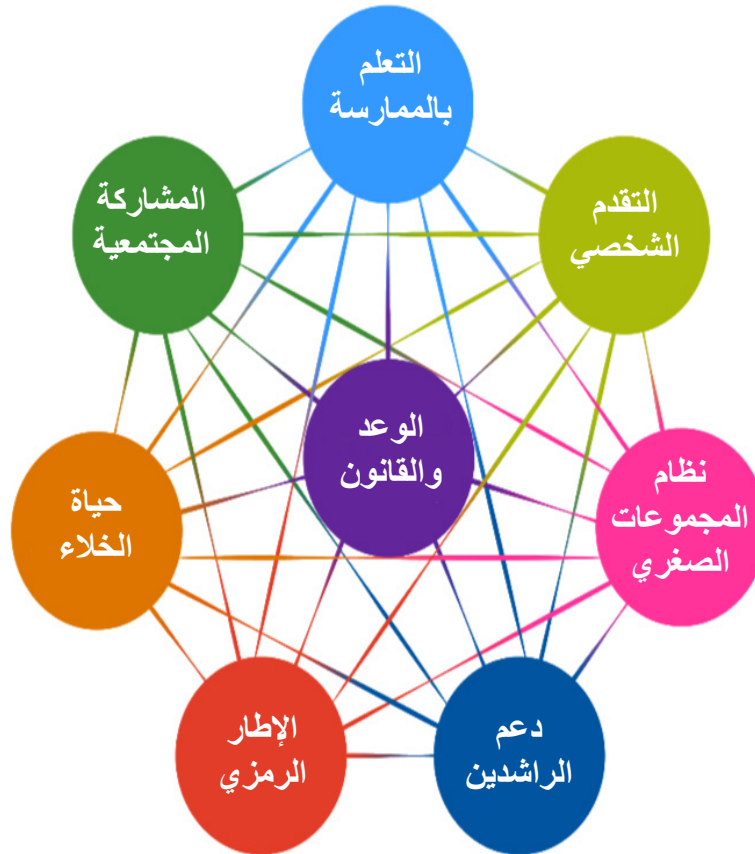 التعلم
بالممارسة
التقدم
الشخصي
المشاركة
المجتمعية
الوعد
والقانون
نظام
المجموعات
الصغري
حياة
الخلاء
دعم
الراشدين
الإطار
الرمزي